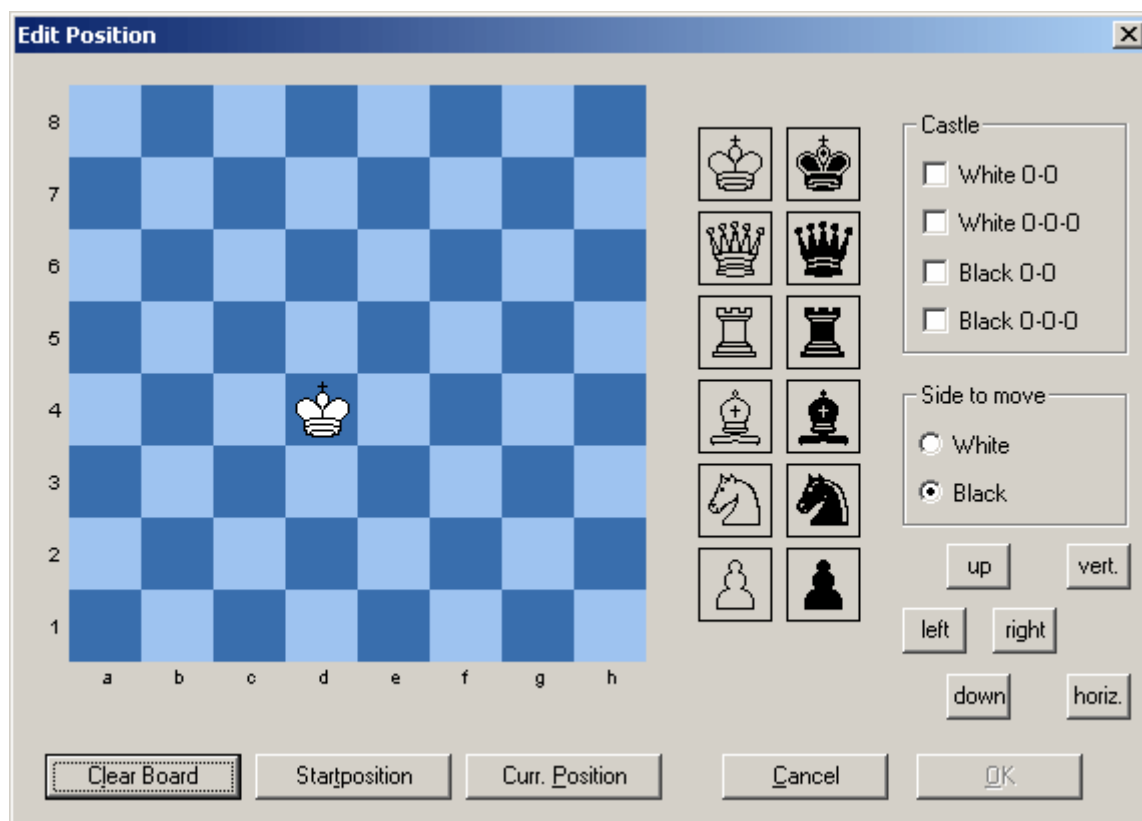 Edit Position
8
7
6
5
4
3
2
1
a b c d e f g h
Castle
White 0-0
White 0-0-0
Black 0-0
Black 0-0-0
Side to move
White
Black
up
vert.
left
right
down
horiz.
Clear Board
Startposition
Curr. Position
Cancel
OK